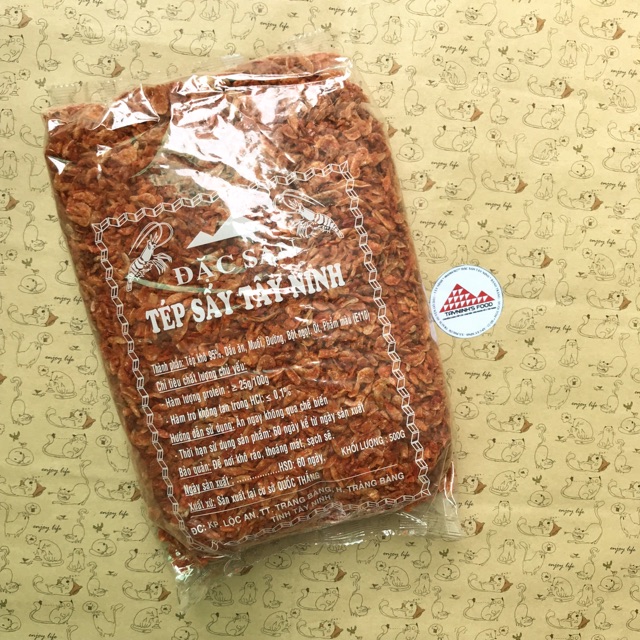 ĐẶC SẢN
TÉP SẤY TÂY NINH
Thành phần: Tép khô 95%, Dầu ăn, Muối, Đường, Bột ngọt, Ớt, Phẩm màu (E110)
Chỉ tiêu chất lượng chủ yếu:
- Hàm lượng protein : ≥ 25g/100g
- Hàm tro không tan trong HCl: ≤ 0,1%
Hướng dẫn sử dụng: Ăn ngay không qua chế biến
Thời hạn sử dụng sản phẩm: 60 ngày kể từ ngày sản xuất
Bảo quản: Để nơi khô ráo, thoáng mát, sạch sẽ.
Ngày sản xuất: ................HSD: 60 ngày
Xuất xứ: Sản xuất tại cơ sở QUỐC THẮNG
KHỐI LƯỢNG : 500G
ĐC: KP. LỘC AN, TT. TRẢNG BÀNG, H. TRẢNG BÀNG
TỈNH TÂY NINH
TAYNINH'S FOOD
enjoy life